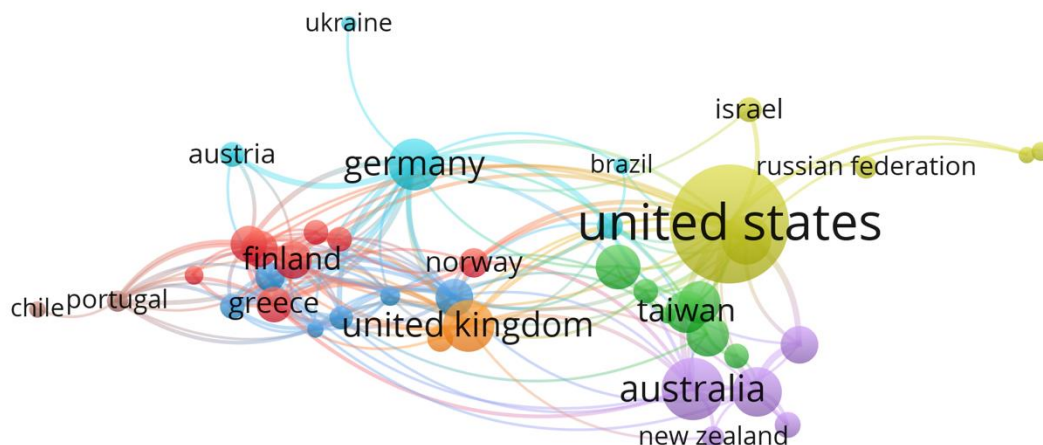 ukraine
israel
austria
germany
brazil
russian federation
united states
finland
norway
chile
portugal
greece
united kingdom
taiwan
australia
new zealand